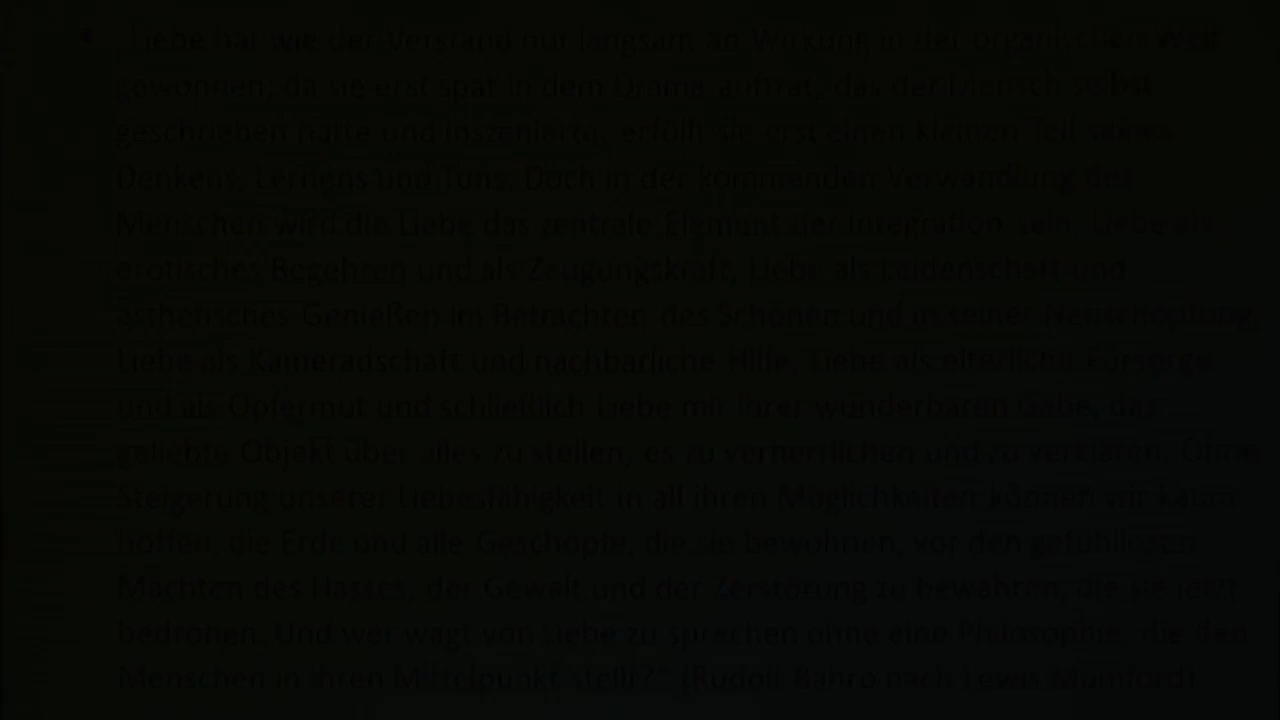 • „Liebe hat wie der Verstand nur langsam an Wirkung in der organischen Welt
gewonnen, da sie erst spät in dem Drama auftrat, das der Mensch selbst
geschrieben hatte und inszenierte, erfüllt sie erst einen kleinen Teil seines
Denkens, Lernens und Tuns. Doch in der kommenden Verwandlung des
Menschen wird die Liebe das zentrale Element der Integration sein, Liebe als
erotisches Begehren und als Zeugungskraft, Liebe als Leidenschaft und
ästhetisches Genießen im Betrachten des Schönen und in seiner Neuschöpfung,
Liebe als Kameradschaft und nachbarliche Hilfe, Liebe als elterliche Fürsorge
und als Opfermut und schließlich Liebe mit ihrer wunderbaren Gabe, das
geliebte Objekt über alles zu stellen, es zu verherrlichen und zu verklären. Ohne
Steigerung unserer Liebesfähigkeit in all ihren Möglichkeiten können wir kaum
hoffen, die Erde und alle Geschöpfe, die sie bewohnen, vor den gefühllosen
Mächten des Hasses, der Gewalt und der Zerstörung zu bewahren, die sie jetzt
bedrohen. Und wer wagt von Liebe zu sprechen ohne eine Philosophie, die den
Menschen in ihren Mittelpunkt stellt?“ (Rudolf Bahro nach Lewis Mumford)